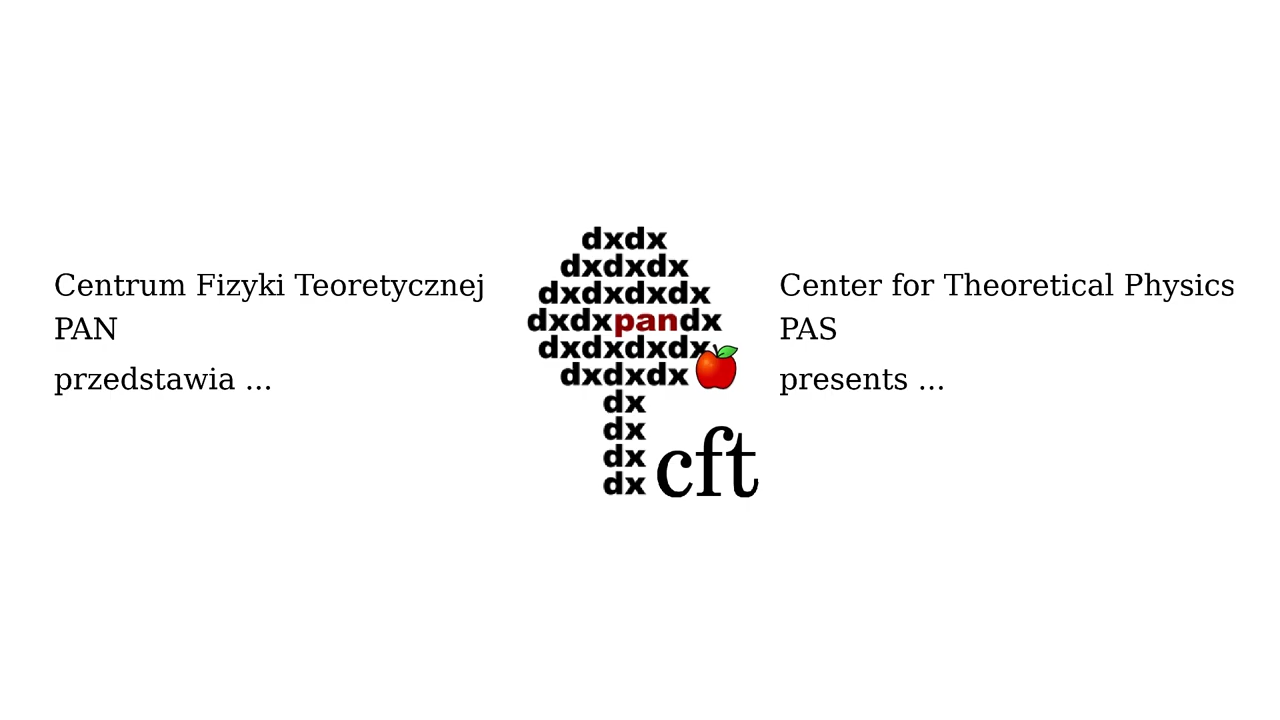 Centrum Fizyki Teoretycznej
PAN
przedstawia ...
dxdx
dxdxdx
dxdxdxdx
dxdxpandx
dxdxdxdx
dxdxdx
dx
dx
dx
dx
cft
Center for Theoretical Physics
PAS
presents ...